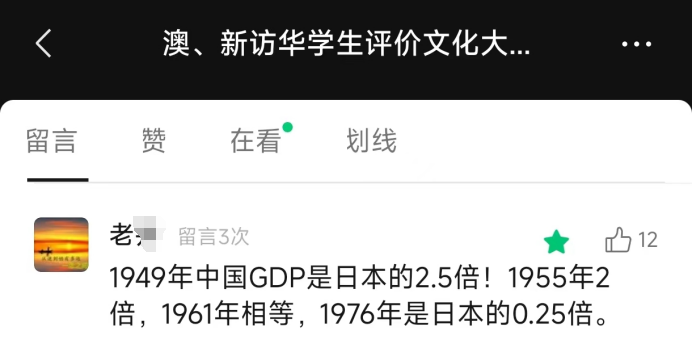 澳、新访华学生评价文化大...
留言 赞 在看 划线
老 留言3次 12
1949年中国GDP是日本的2.5倍！1955年2
倍，1961年相等，1976年是日本的0.25倍。